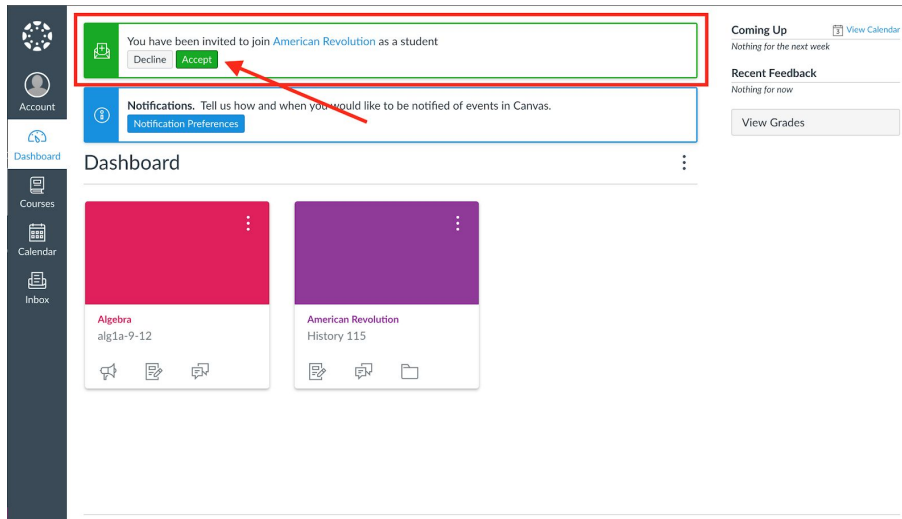 Account
Dashboard
Courses
Calendar
Inbox
You have been invited to join American Revolution as a student
Decline Accept
Notifications. Tell us how and when you would like to be notified of events in Canvas.
Notification Preferences
Dashboard
Algebra
alg1a-9-12
American Revolution
History 115
Coming Up
3 View Calendar
Nothing for the next week
Recent Feedback
Nothing for now
View Grades